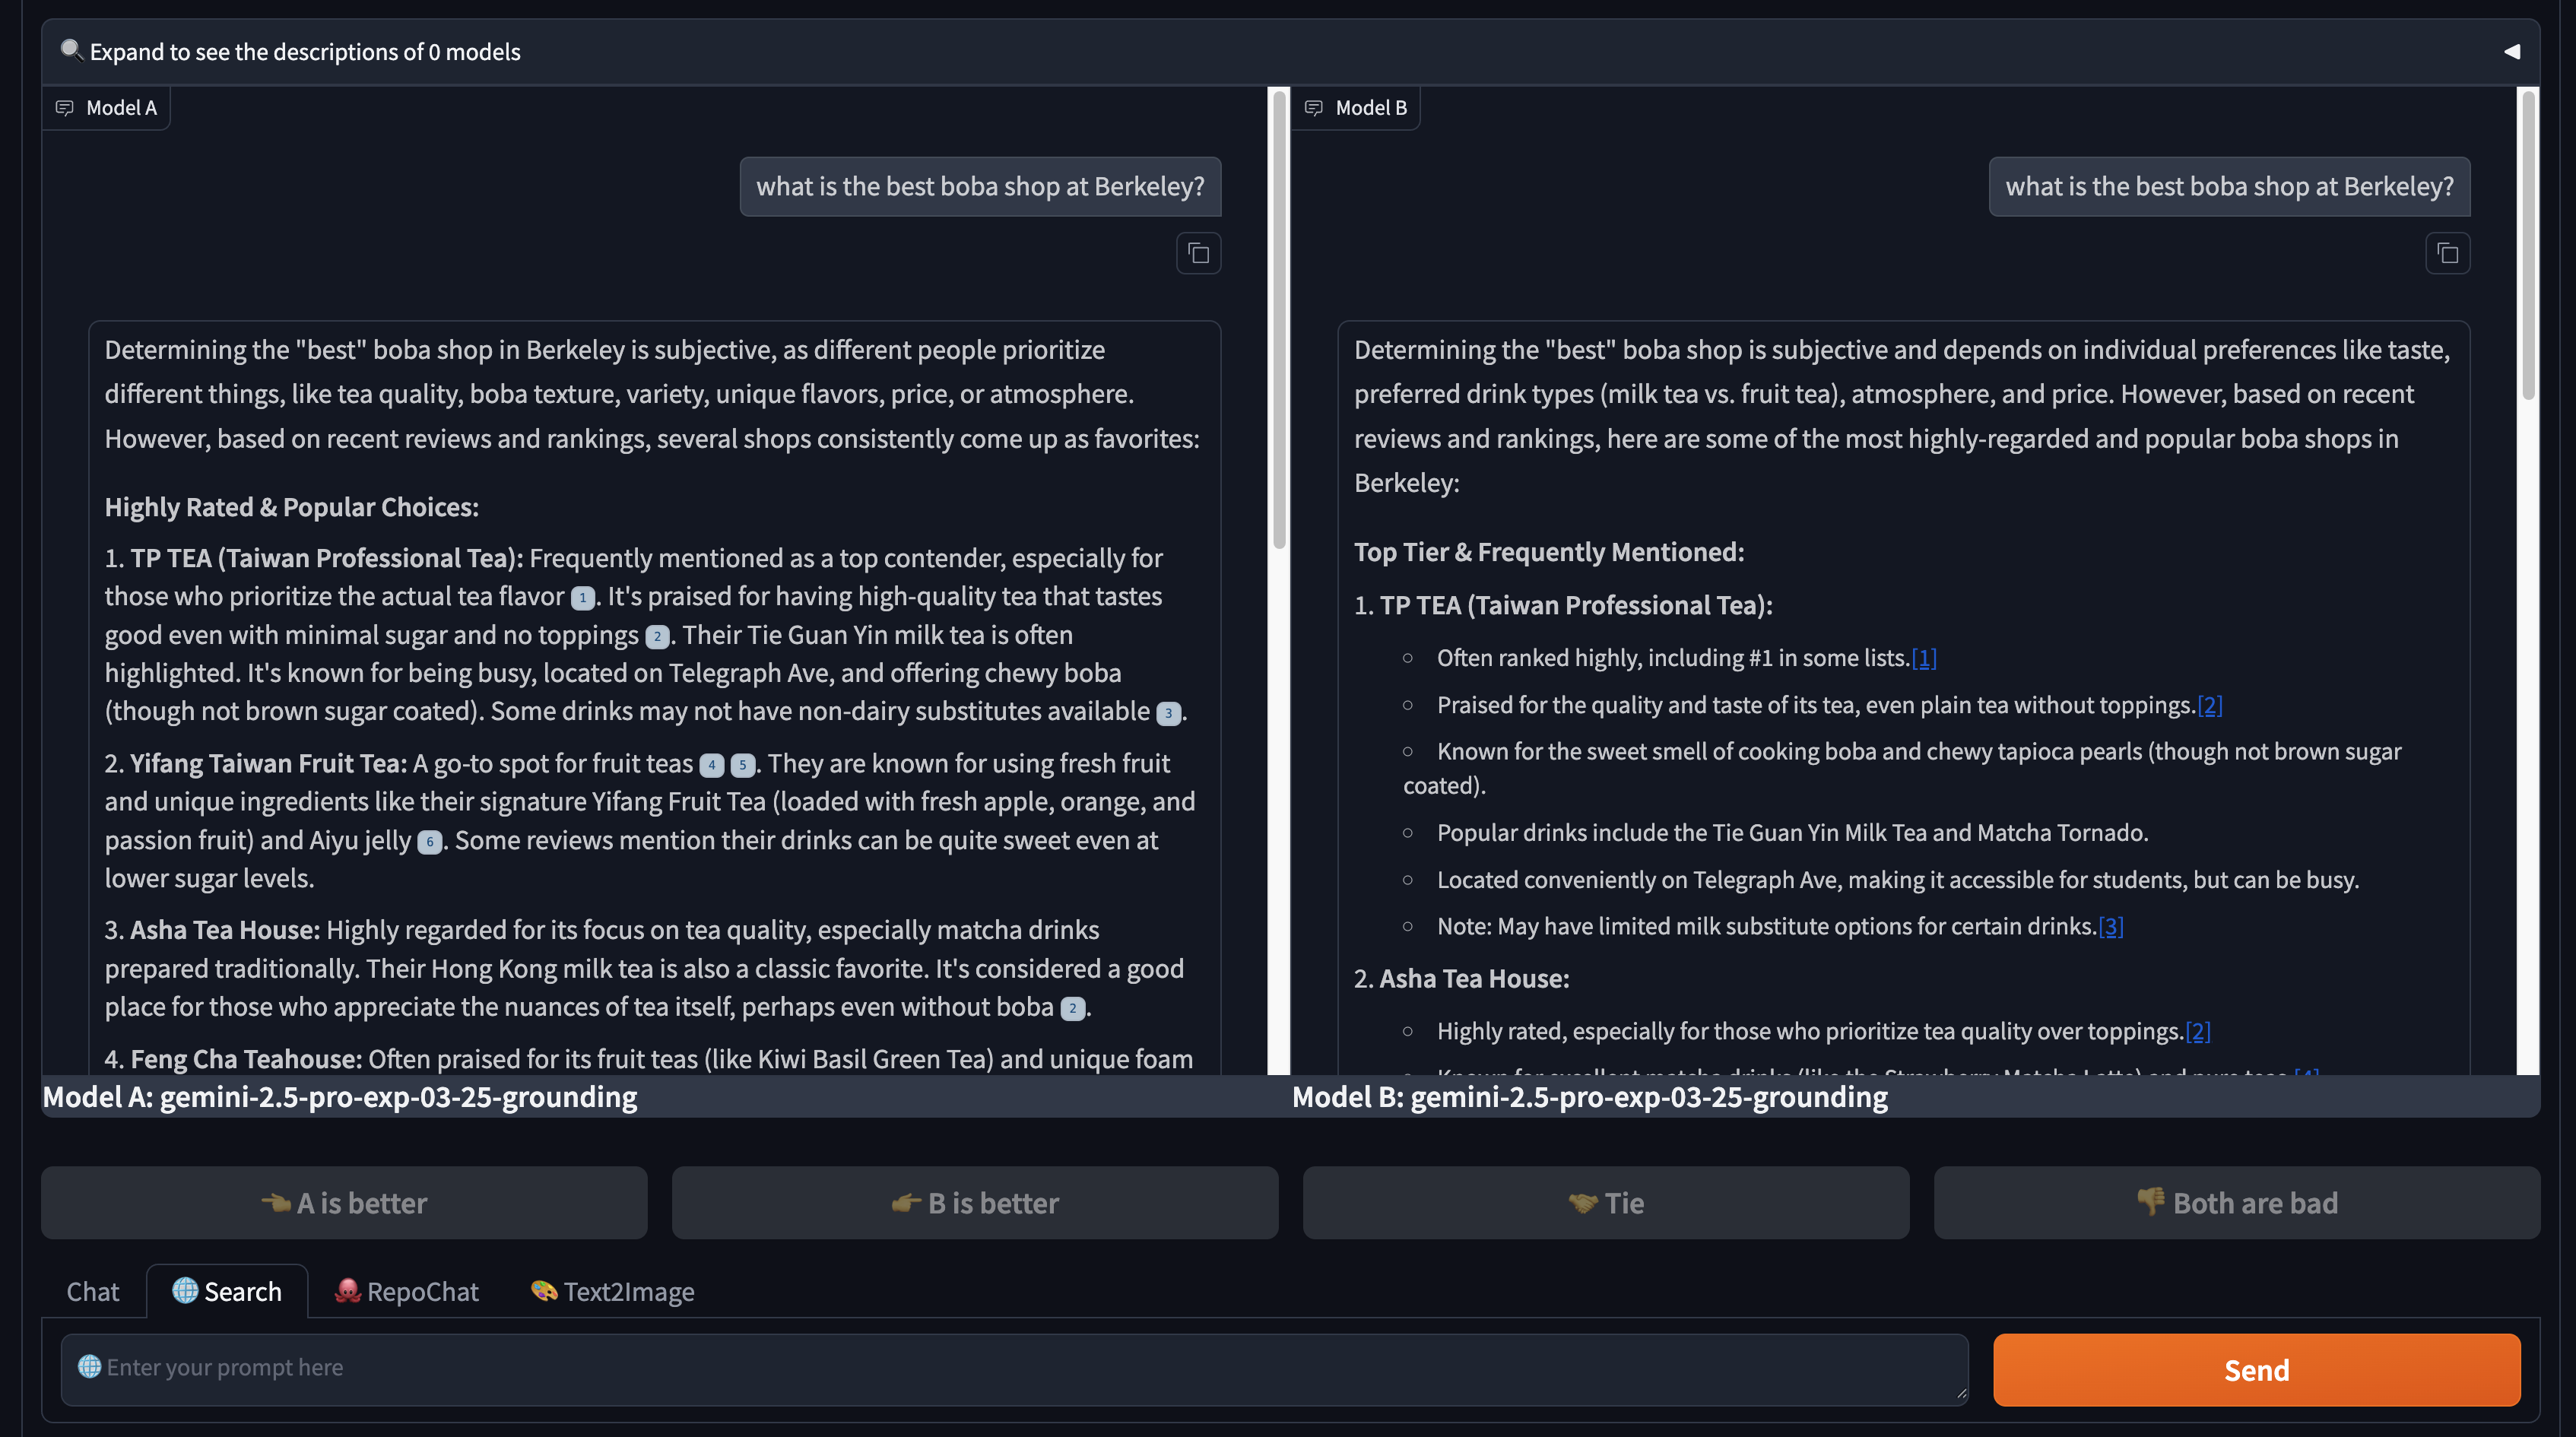 🔍 Expand to see the descriptions of 0 models
Model A
what is the best boba shop at Berkeley?
Determining the "best" boba shop in Berkeley is subjective, as different people prioritize
different things, like tea quality, boba texture, variety, unique flavors, price, or atmosphere.
However, based on recent reviews and rankings, several shops consistently come up as favorites:
Highly Rated & Popular Choices:
1. TP TEA (Taiwan Professional Tea): Frequently mentioned as a top contender, especially for
those who prioritize the actual tea flavor 1. It's praised for having high-quality tea that tastes
good even with minimal sugar and no toppings 2. Their Tie Guan Yin milk tea is often
highlighted. It's known for being busy, located on Telegraph Ave, and offering chewy boba
(though not brown sugar coated). Some drinks may not have non-dairy substitutes available 3.
2. Yifang Taiwan Fruit Tea: A go-to spot for fruit teas 4 5. They are known for using fresh fruit
and unique ingredients like their signature Yifang Fruit Tea (loaded with fresh apple, orange, and
passion fruit) and Aiyu jelly 6. Some reviews mention their drinks can be quite sweet even at
lower sugar levels.
3. Asha Tea House: Highly regarded for its focus on tea quality, especially matcha drinks
prepared traditionally. Their Hong Kong milk tea is also a classic favorite. It's considered a good
place for those who appreciate the nuances of tea itself, perhaps even without boba 2.
4. Feng Cha Teahouse: Often praised for its fruit teas (like Kiwi Basil Green Tea) and unique foam
Model A: gemini-2.5-pro-exp-03-25-grounding
Model B
what is the best boba shop at Berkeley?
Determining the "best" boba shop is subjective and depends on individual preferences like taste,
preferred drink types (milk tea vs. fruit tea), atmosphere, and price. However, based on recent
reviews and rankings, here are some of the most highly-regarded and popular boba shops in
Berkeley:
Top Tier & Frequently Mentioned:
1. TP TEA (Taiwan Professional Tea):
○ Often ranked highly, including #1 in some lists.[1]
○ Praised for the quality and taste of its tea, even plain tea without toppings.[2]
○ Known for the sweet smell of cooking boba and chewy tapioca pearls (though not brown sugar
coated).
○ Popular drinks include the Tie Guan Yin Milk Tea and Matcha Tornado.
○ Located conveniently on Telegraph Ave, making it accessible for students, but can be busy.
○ Note: May have limited milk substitute options for certain drinks.[3]
2. Asha Tea House:
○ Highly rated, especially for those who prioritize tea quality over toppings.[2]
○ Known for excellent matcha drinks (like the Strawberry Matcha Latte) and pure teas.[4]
Model B: gemini-2.5-pro-exp-03-25-grounding
👈 A is better
👉 B is better
🤝 Tie
👎 Both are bad
Chat
🌐 Search
🐙 RepoChat
🎨 Text2Image
🌐 Enter your prompt here
Send